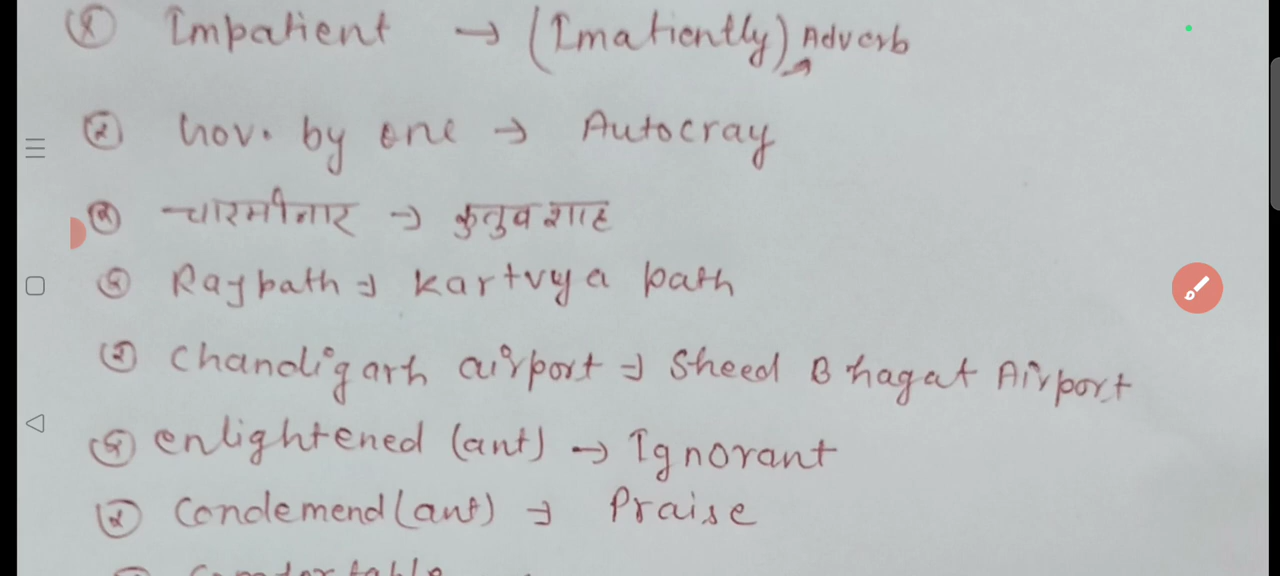 Impatient → (Imatiently) Adverb
Gov. by one → Autocray
चारमीनार → कुतुब शाह
Rajpath → Kartvya path
Chandigarh airport → Sheed Bhagat Airport
enlightened (ant) → Ignorant
Condemend (ant) → Praise